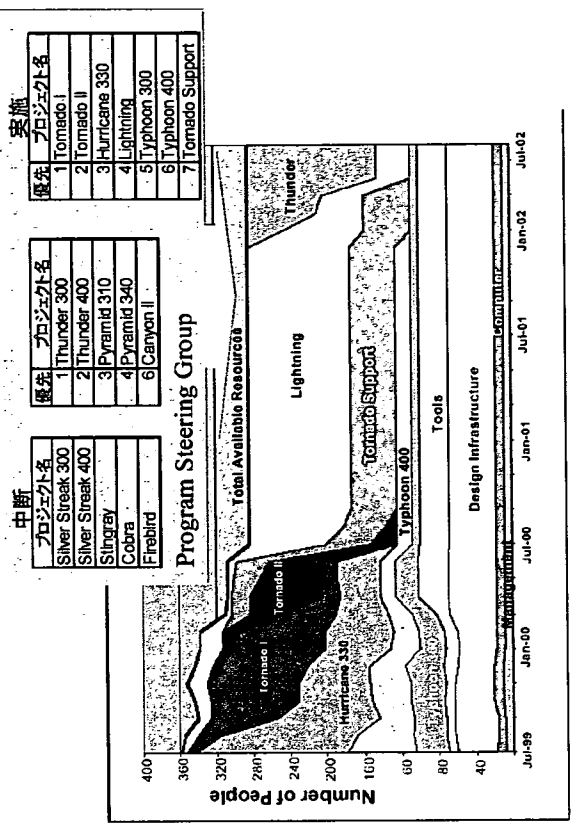 中断
プロジェクト名
Silver Streak 300
Silver Streak 400
Stingray
Cobra
Firebird
優先 プロジェクト名
1 Thunder 300
2 Thunder 400
3 Pyramid 310
4 Pyramid 340
6 Canyon II
実施
優先 プロジェクト名
1 Tornado I
2 Tornado II
3 Hurricane 330
4 Lightning
5 Typhoon 300
6 Typhoon 400
7 Tornado Support
Program Steering Group
Number of People
400
360
320
280
240
200
160
60
40
Total Available Resources
Lightning
Thunder
Tornado I
Tornado II
Tornado Support
Hurricane 330
Typhoon 400
Tools
Design Infrastructure
Management
Jul-99
Jan-00
Jul-00
Jan-01
Jul-01
Jan-02
Jul-02